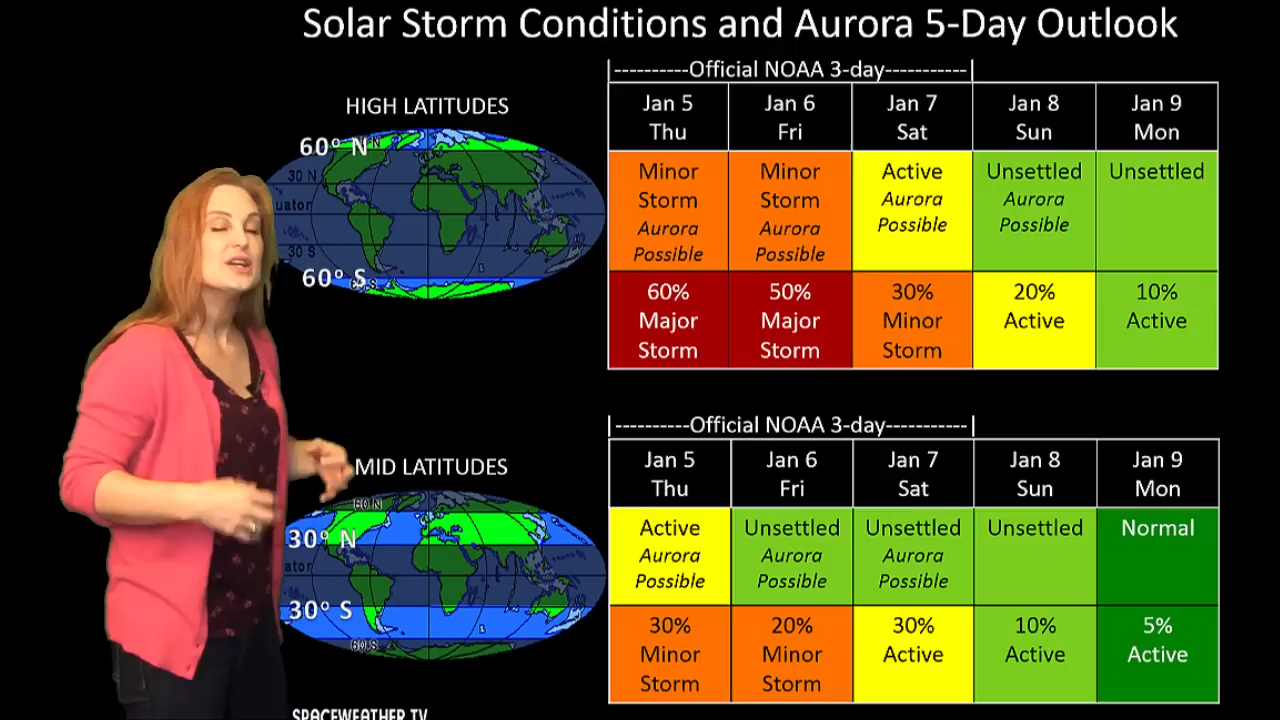 Solar Storm Conditions and Aurora 5-Day Outlook
|----------Official NOAA 3-day-----------|
HIGH LATITUDES
Jan 5 Jan 6 Jan 7 Jan 8 Jan 9
Thu Fri Sat Sun Mon
60° N
30 N
30 S
60° S
Minor Minor Active Unsettled Unsettled
Storm Storm Aurora Aurora
Aurora Aurora Possible Possible
Possible Possible
60% 50% 30% 20% 10%
Major Major Minor Active Active
Storm Storm Storm
|----------Official NOAA 3-day-----------|
MID LATITUDES
Jan 5 Jan 6 Jan 7 Jan 8 Jan 9
Thu Fri Sat Sun Mon
60 N
30° N
30° S
60 S
Active Unsettled Unsettled Unsettled Normal
Aurora Aurora Aurora
Possible Possible Possible
30% 20% 30% 10% 5%
Minor Minor Active Active Active
Storm Storm
SPACEWEATHER.TV